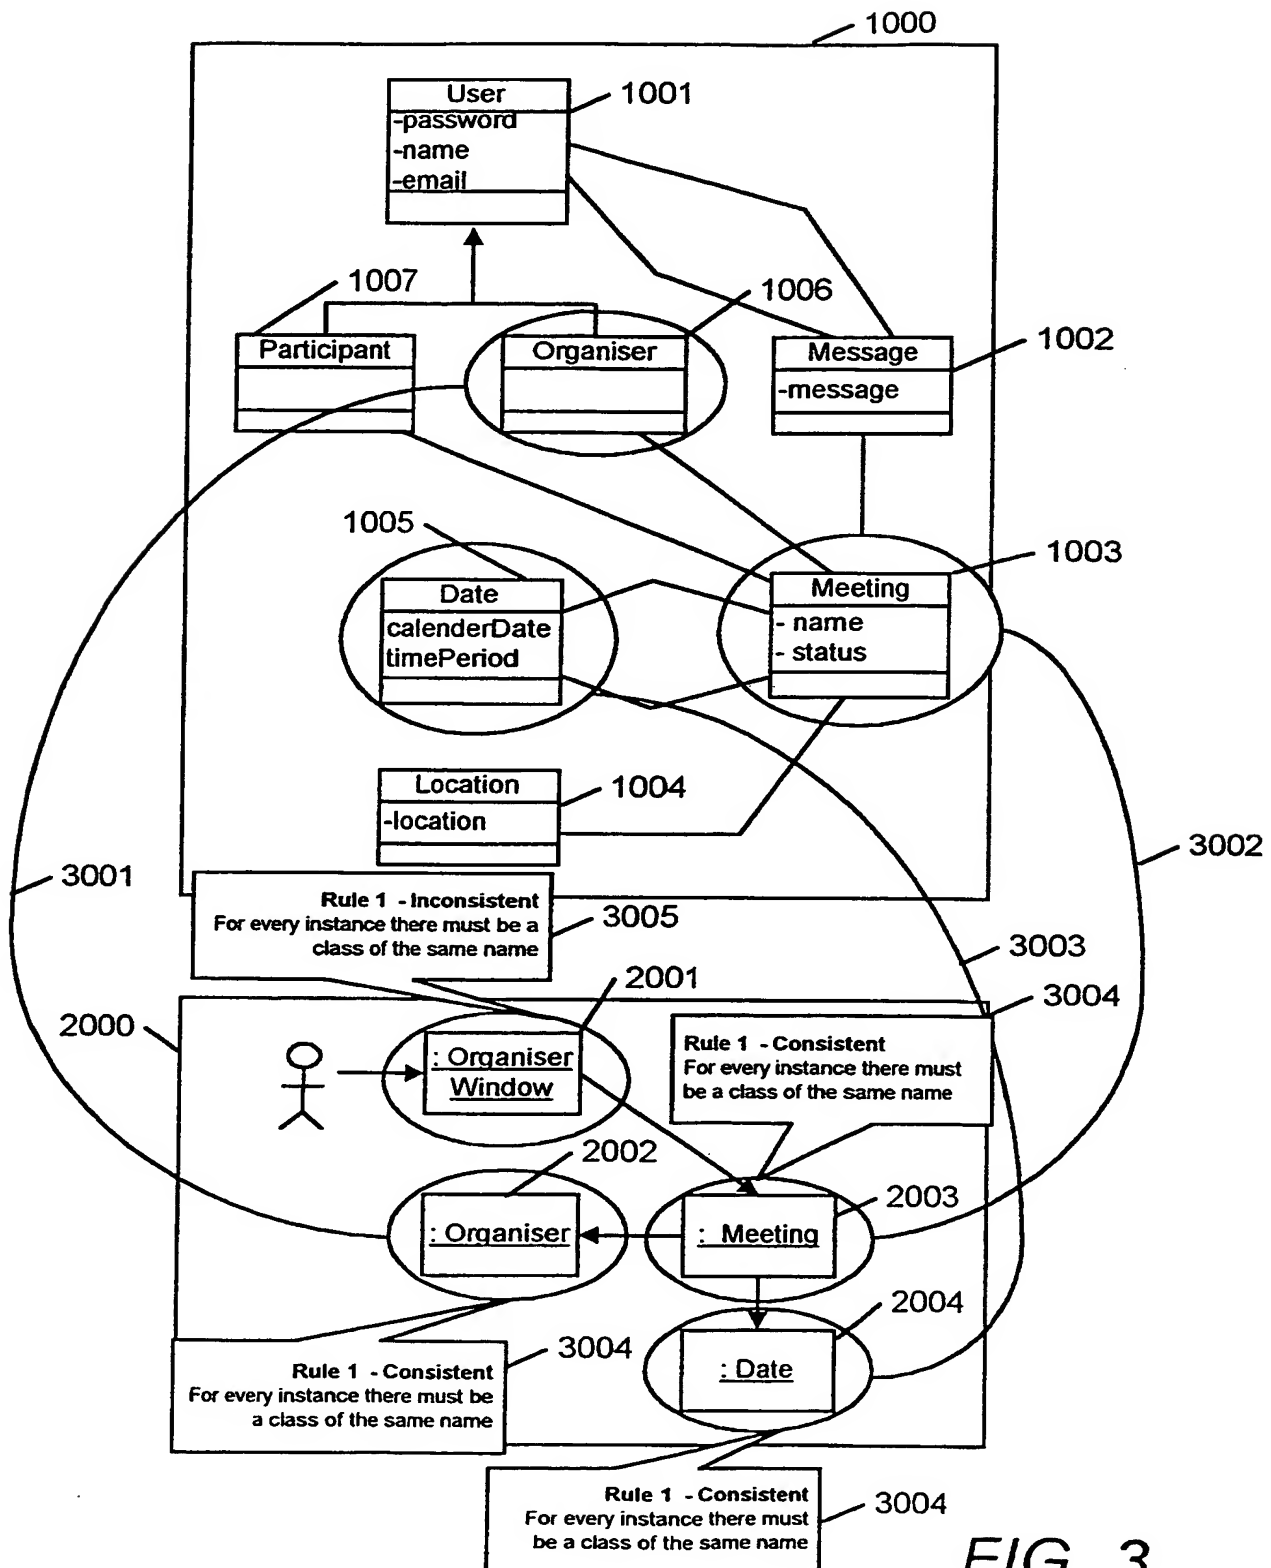 1000
User
1001
-password
-name
-email
1007
1006
Participant
Organiser
Message
1002
-message
1005
1003
Date
Meeting
calenderDate
- name
timePeriod
- status
Location
1004
-location
3002
3001
Rule 1 - Inconsistent
For every instance there must be a
class of the same name
3005
3003
2001
3004
2000
: Organiser
Window
Rule 1 - Consistent
For every instance there must
be a class of the same name
2002
2003
: Organiser
: Meeting
2004
3004
: Date
Rule 1 - Consistent
For every instance there must be
a class of the same name
Rule 1 - Consistent
For every instance there must
be a class of the same name
3004
FIG. 3